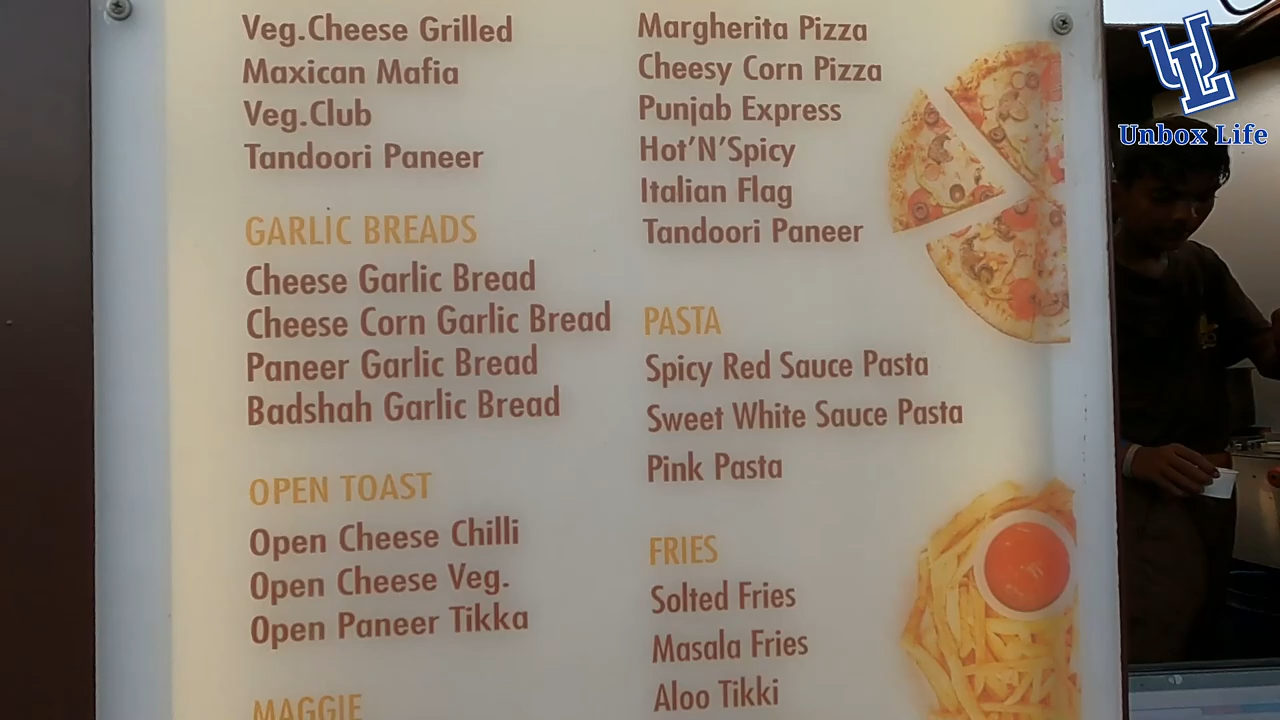 Veg.Cheese Grilled
Maxican Mafia
Veg.Club
Tandoori Paneer
GARLIC BREADS
Cheese Garlic Bread
Cheese Corn Garlic Bread
Paneer Garlic Bread
Badshah Garlic Bread
OPEN TOAST
Open Cheese Chilli
Open Cheese Veg.
Open Paneer Tikka
MAGGIE
Margherita Pizza
Cheesy Corn Pizza
Punjab Express
Hot'N'Spicy
Italian Flag
Tandoori Paneer
PASTA
Spicy Red Sauce Pasta
Sweet White Sauce Pasta
Pink Pasta
FRIES
Solted Fries
Masala Fries
Aloo Tikki
UL
Unbox Life